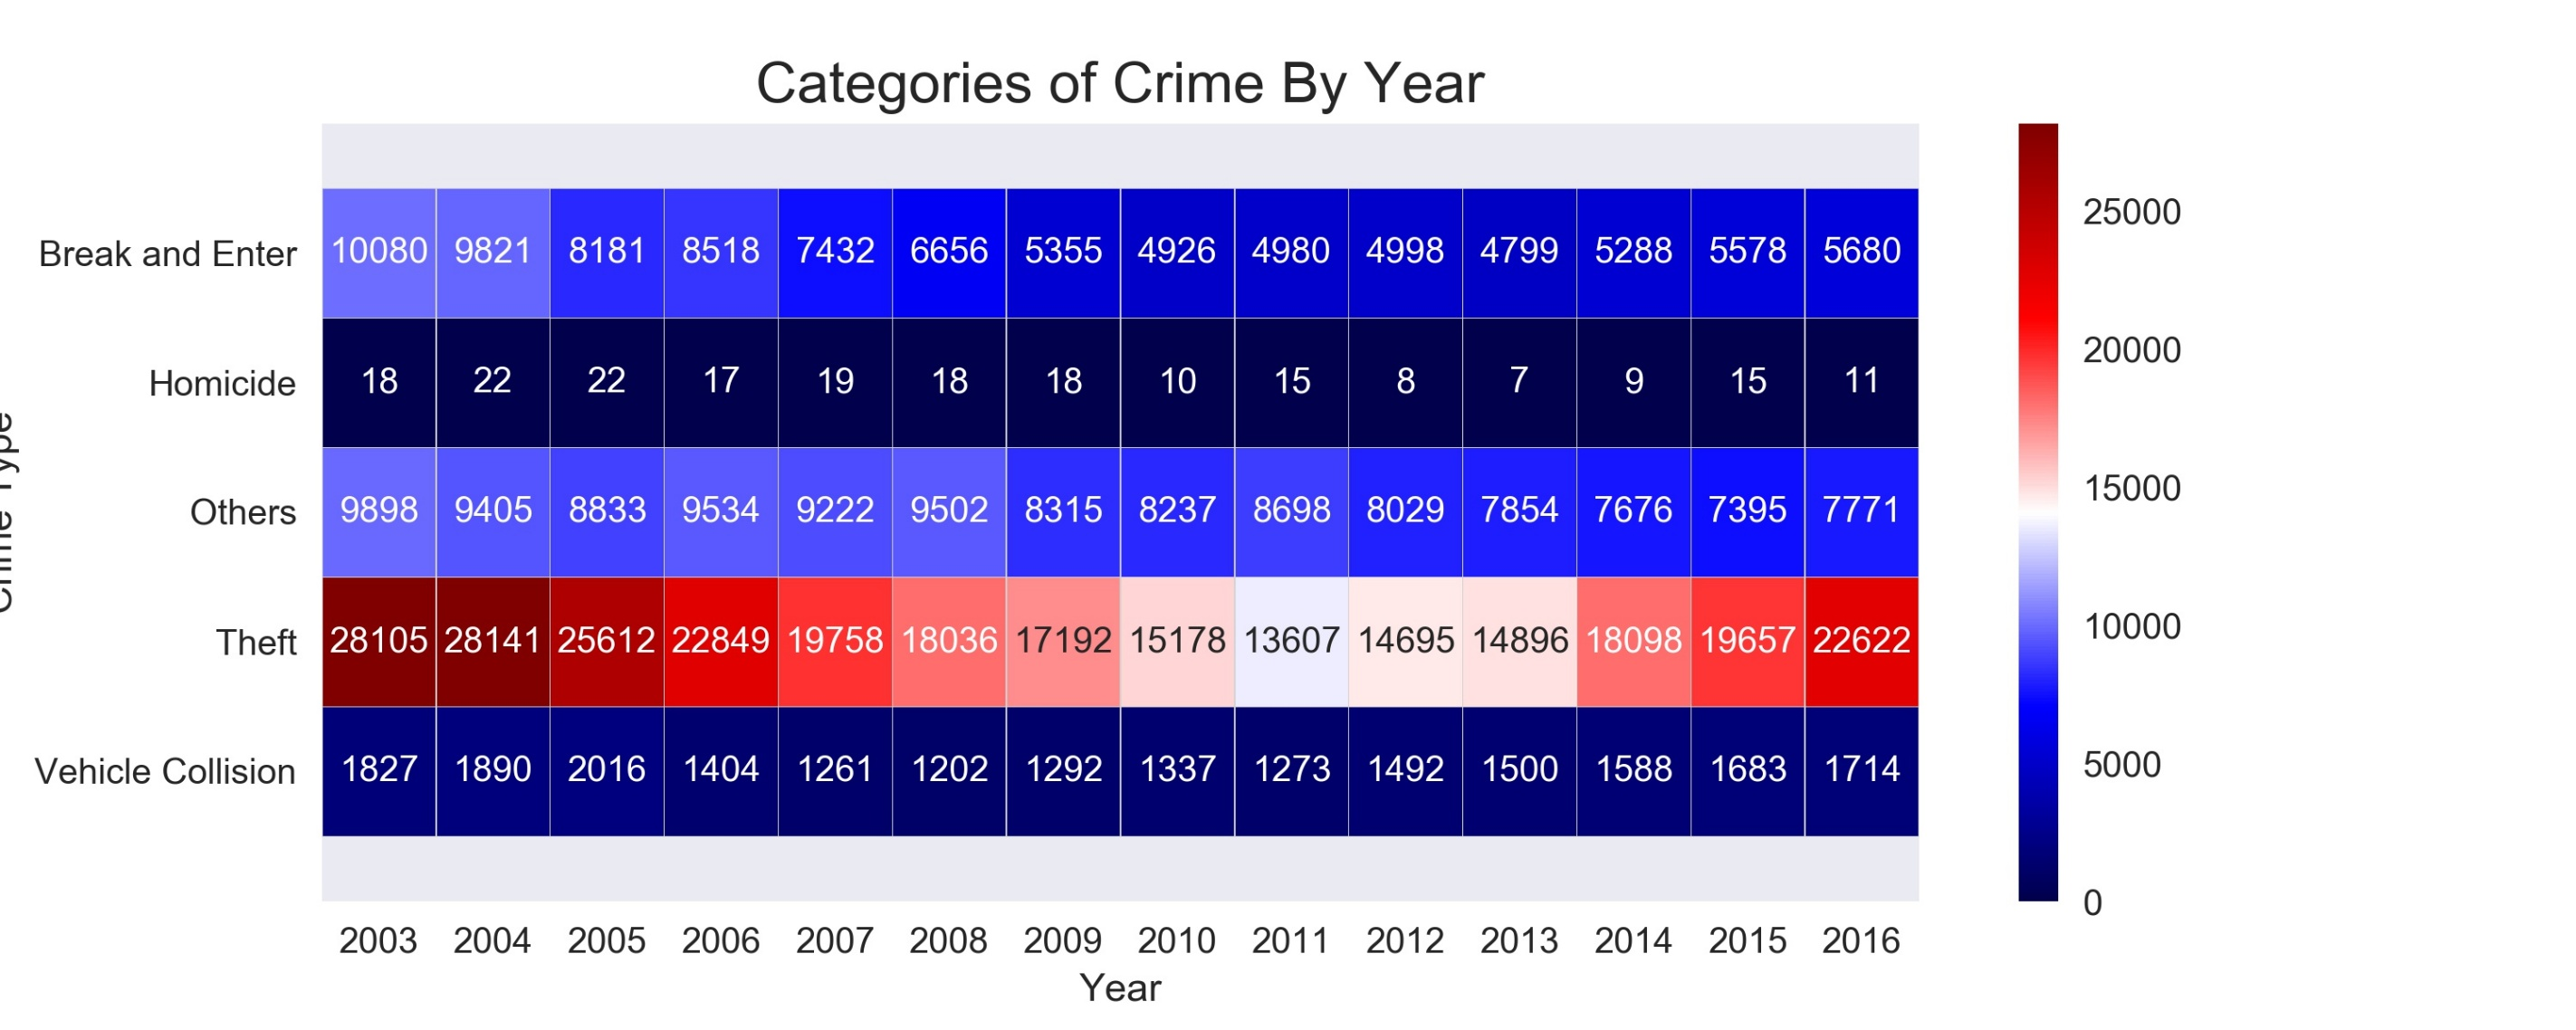 Categories of Crime By Year
Break and Enter 10080 9821 8181 8518 7432 6656 5355 4926 4980 4998 4799 5288 5578 5680
Homicide 18 22 22 17 19 18 18 10 15 8 7 9 15 11
Others 9898 9405 8833 9534 9222 9502 8315 8237 8698 8029 7854 7676 7395 7771
Theft 28105 28141 25612 22849 19758 18036 17192 15178 13607 14695 14896 18098 19657 22622
Vehicle Collision 1827 1890 2016 1404 1261 1202 1292 1337 1273 1492 1500 1588 1683 1714
2003 2004 2005 2006 2007 2008 2009 2010 2011 2012 2013 2014 2015 2016
Year
Crime Type
25000
20000
15000
10000
5000
0